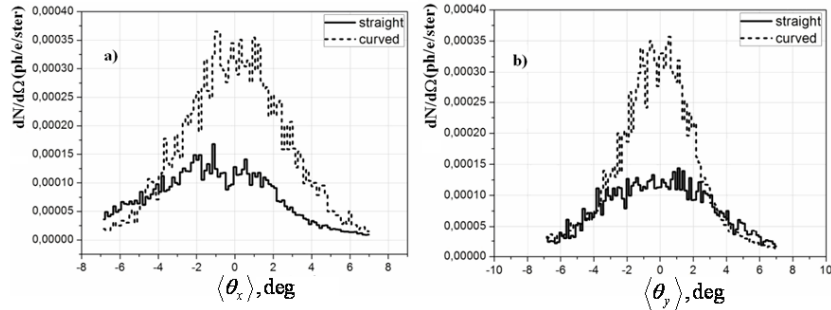 a)
dN/dΩ(ph/e/ster)
0,00040
0,00035
0,00030
0,00025
0,00020
0,00015
0,00010
0,00005
0,00000
straight
curved
-8 -6 -4 -2 0 2 4 6 8
⟨θx⟩, deg
b)
dN/dΩ(ph/e/ster)
0,00040
0,00035
0,00030
0,00025
0,00020
0,00015
0,00010
0,00005
0,00000
straight
curved
-10 -8 -6 -4 -2 0 2 4 6 8 10
⟨θy⟩, deg